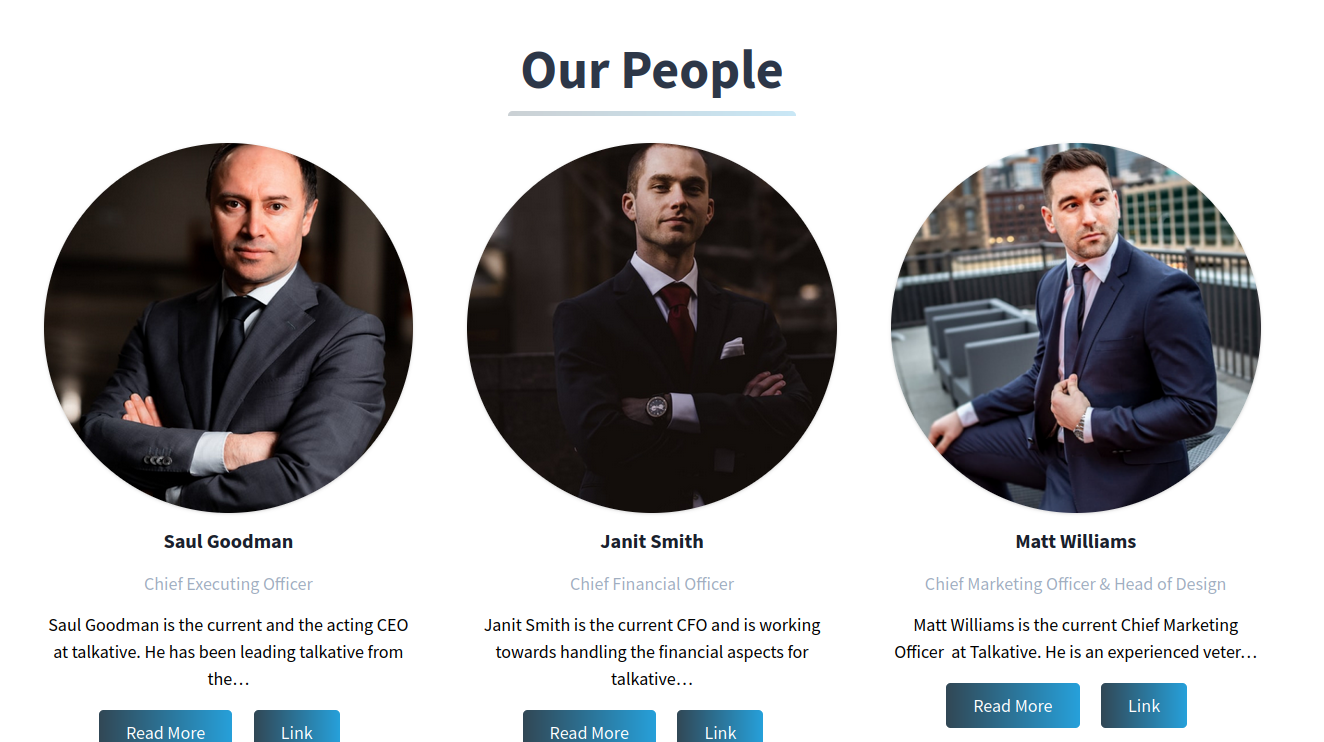 Our People
Saul Goodman
Chief Executing Officer
Saul Goodman is the current and the acting CEO
at talkative. He has been leading talkative from
the…
Read More
Link
Janit Smith
Chief Financial Officer
Janit Smith is the current CFO and is working
towards handling the financial aspects for
talkative…
Read More
Link
Matt Williams
Chief Marketing Officer & Head of Design
Matt Williams is the current Chief Marketing
Officer  at Talkative. He is an experienced veter…
Read More
Link